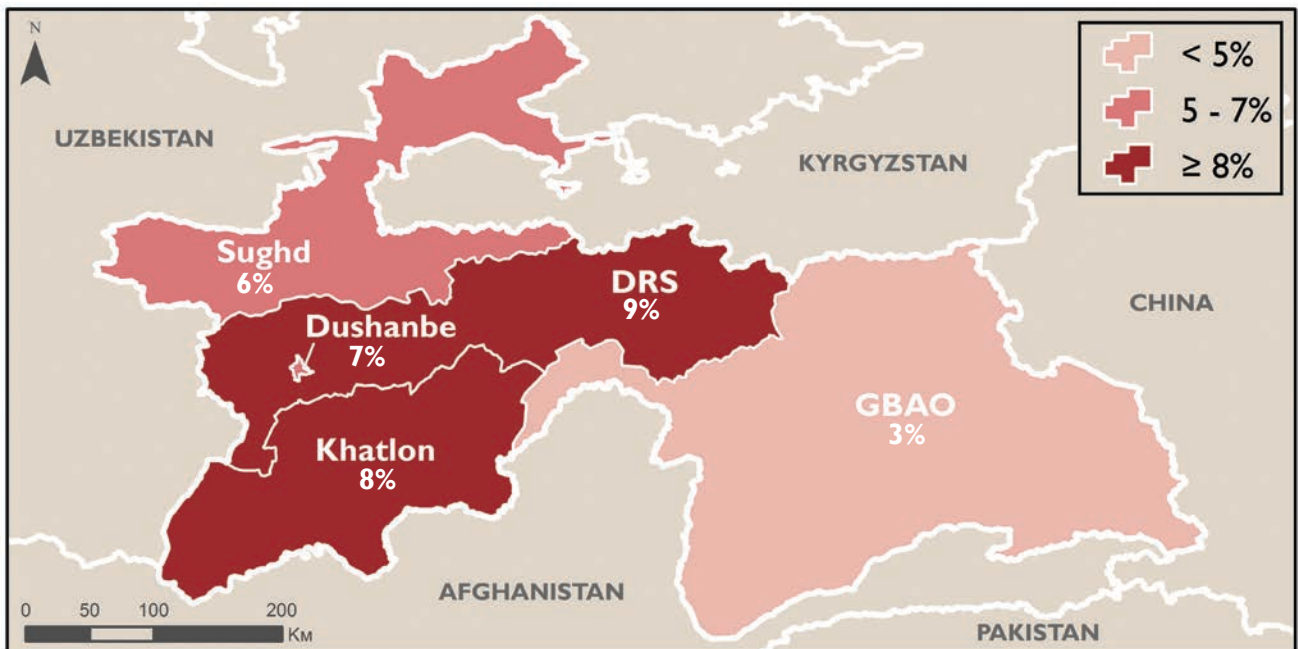 N
< 5%
5 - 7%
≥ 8%
UZBEKISTAN
KYRGYZSTAN
CHINA
Sughd
6%
DRS
9%
Dushanbe
7%
GBAO
3%
Khatlon
8%
AFGHANISTAN
PAKISTAN
0 50 100 200
Км